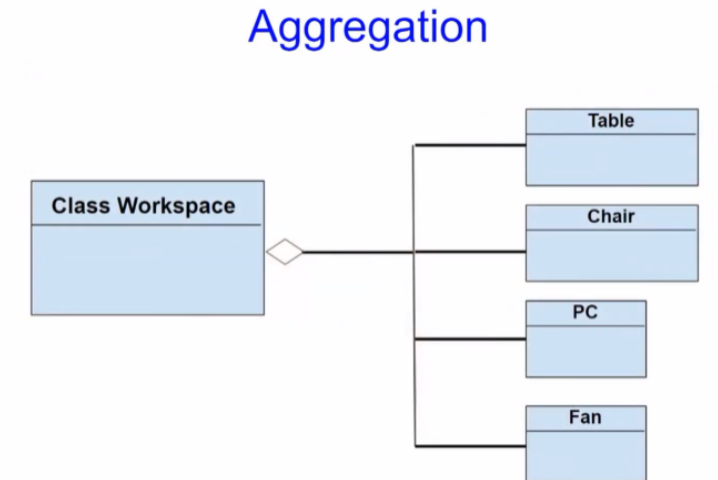 Aggregation
Class Workspace
Table
Chair
PC
Fan